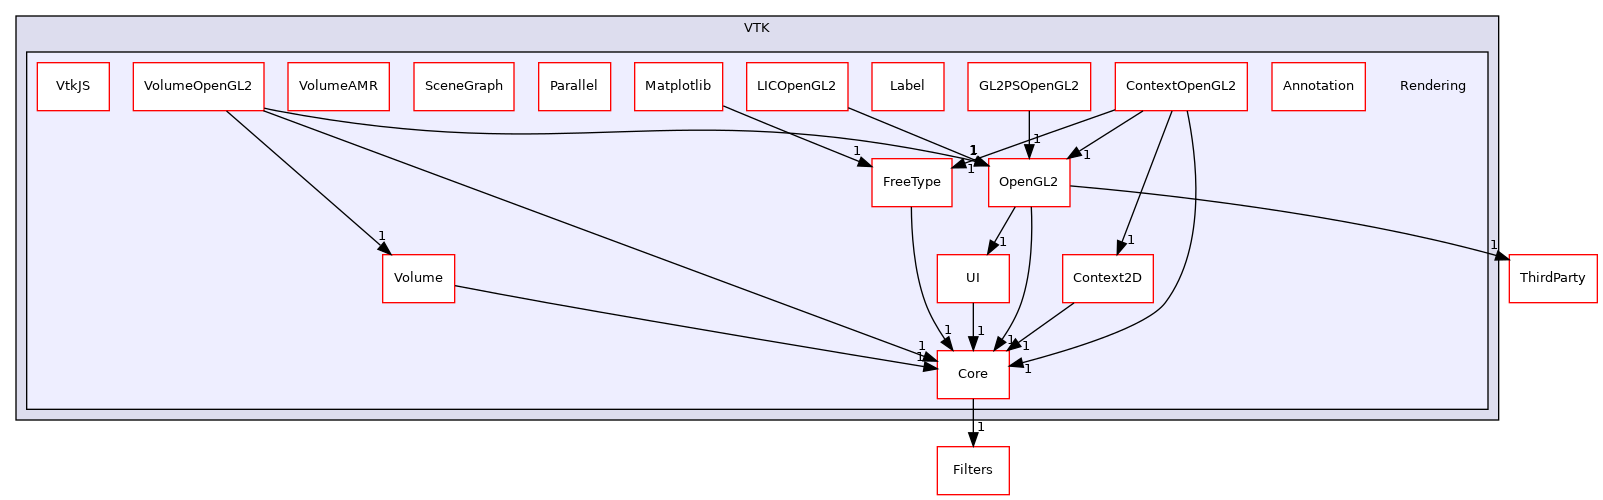 VTK
VtkJS
VolumeOpenGL2
VolumeAMR
SceneGraph
Parallel
Matplotlib
LICOpenGL2
Label
GL2PSOpenGL2
ContextOpenGL2
Annotation
Rendering
1
1
1
1
1
1
FreeType
OpenGL2
1
1
1
1
Volume
UI
Context2D
ThirdParty
1
1
1
1
1
1
1
Core
1
Filters